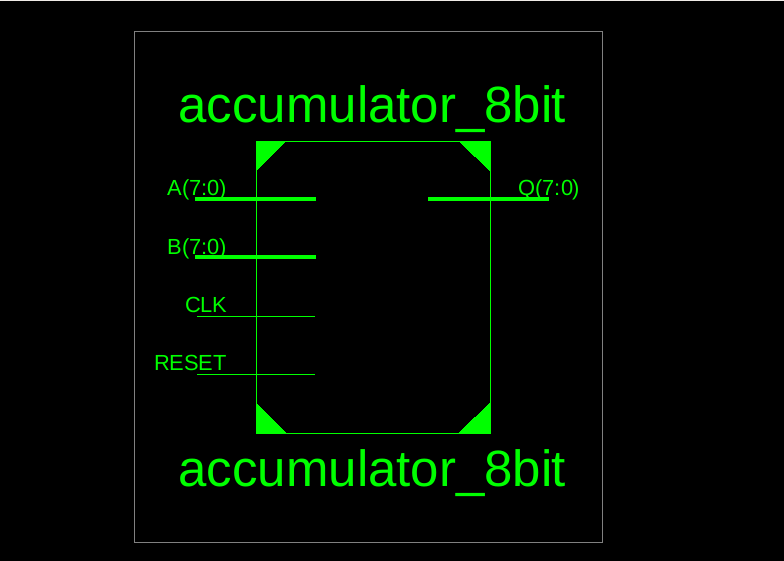 accumulator_8bit
A(7:0)
Q(7:0)
B(7:0)
CLK
RESET
accumulator_8bit